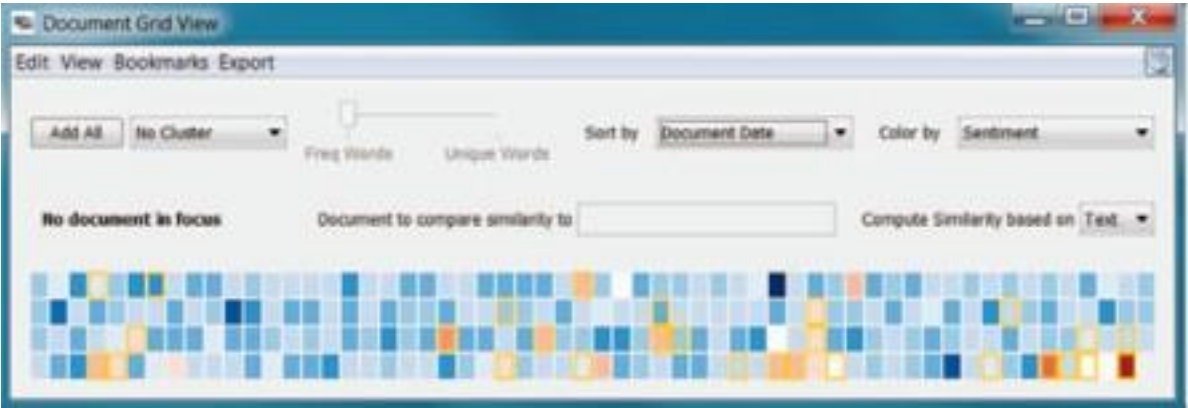 Document Grid View
Edit View Bookmarks Export
Add All No Cluster Sort by Document Date Color by Sentiment
Freq Words Unique Words
No document in focus Document to compare similarity to Compute Similarity based on Text